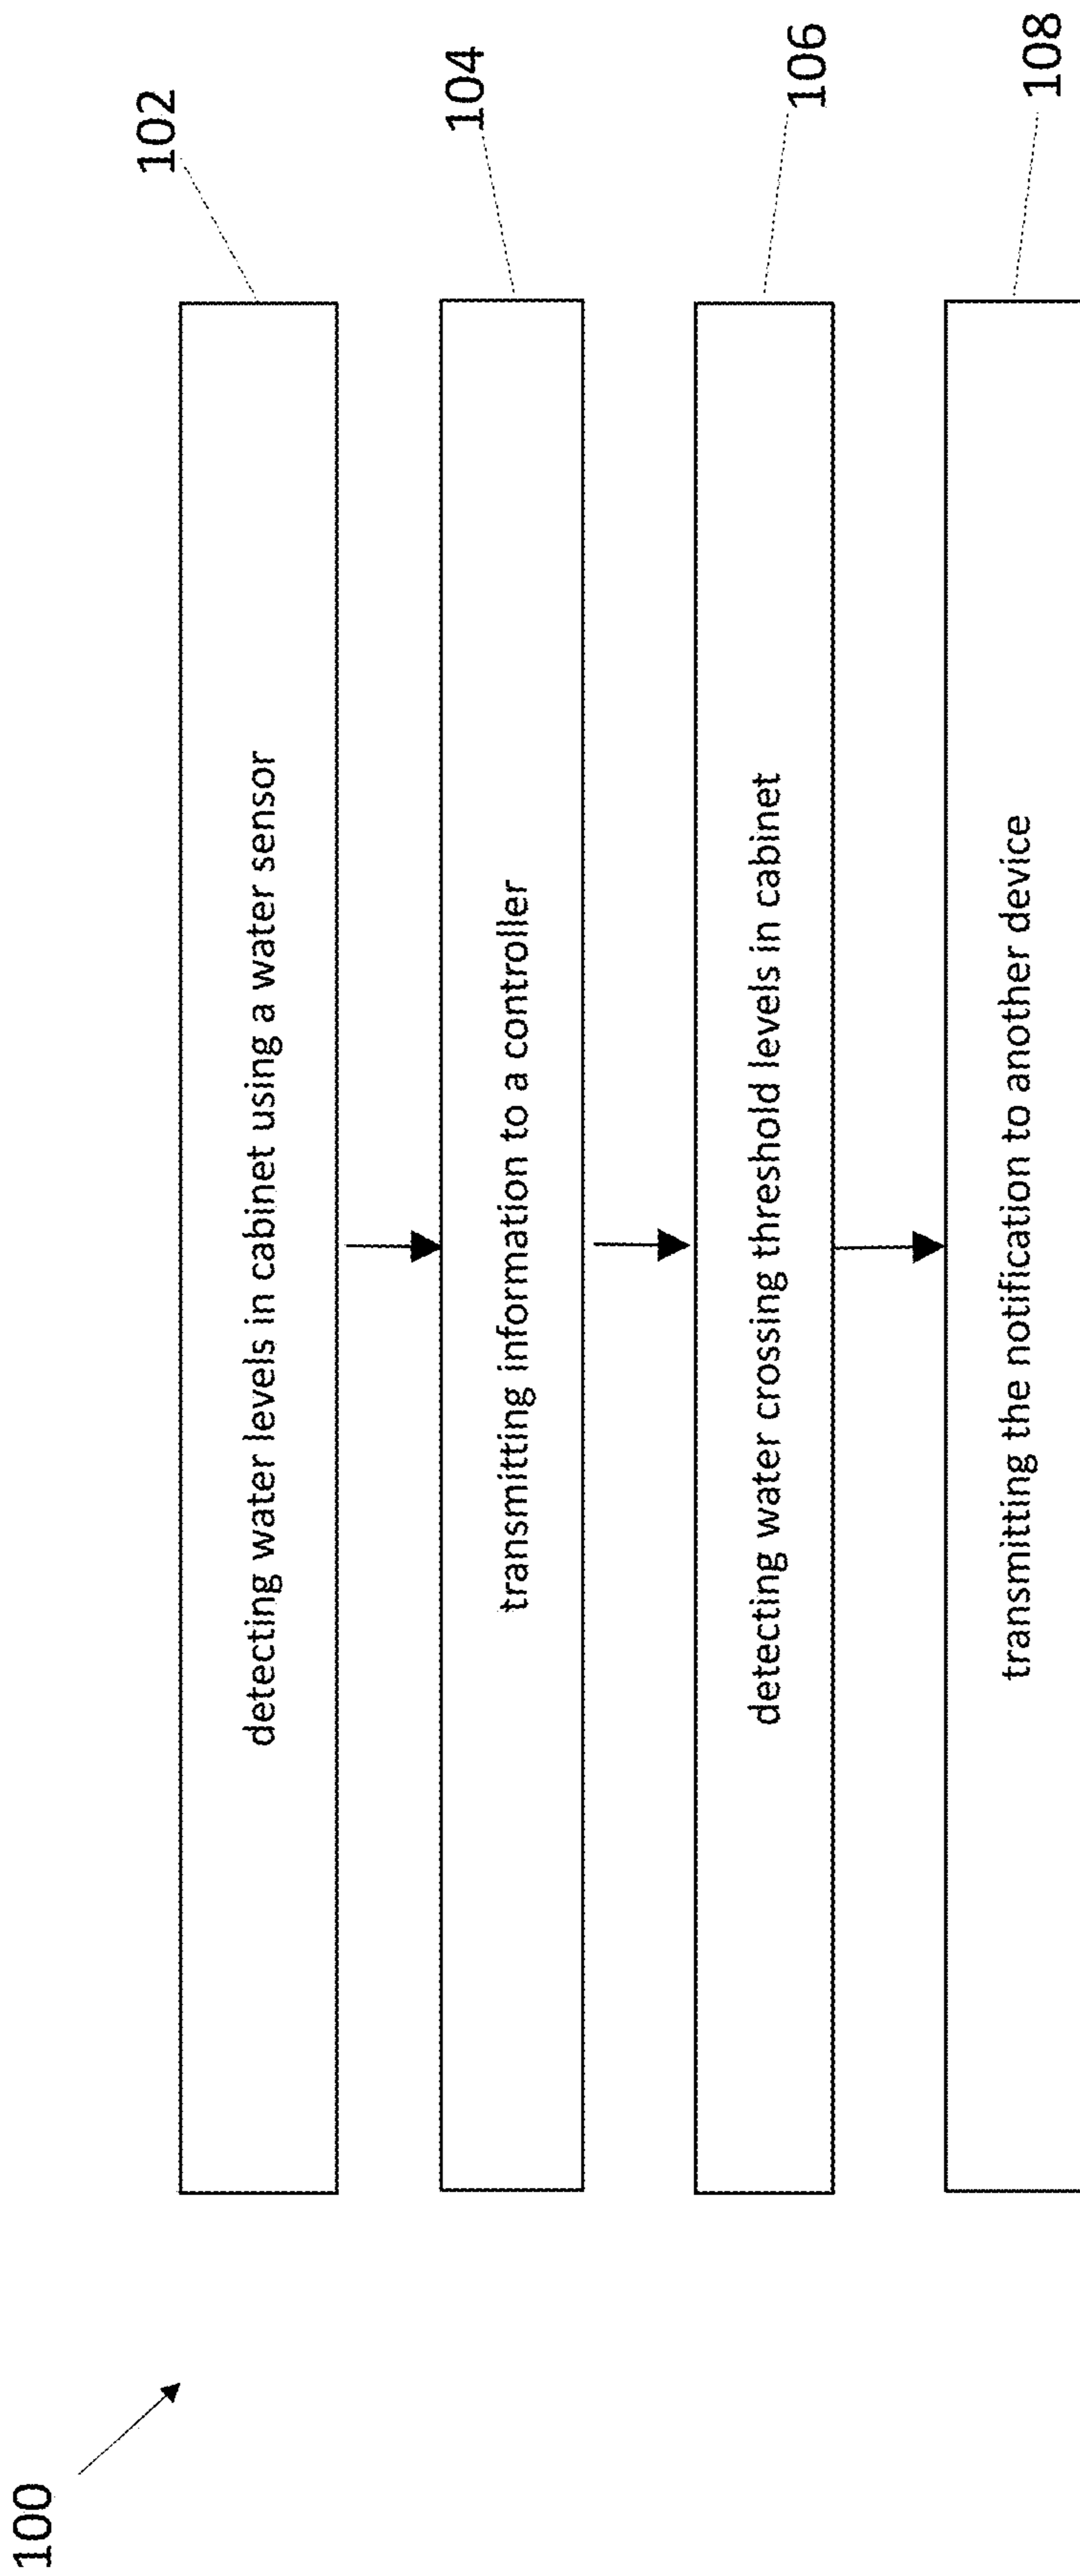 100
102
detecting water levels in cabinet using a water sensor
104
transmitting information to a controller
106
detecting water crossing threshold levels in cabinet
108
transmitting the notification to another device